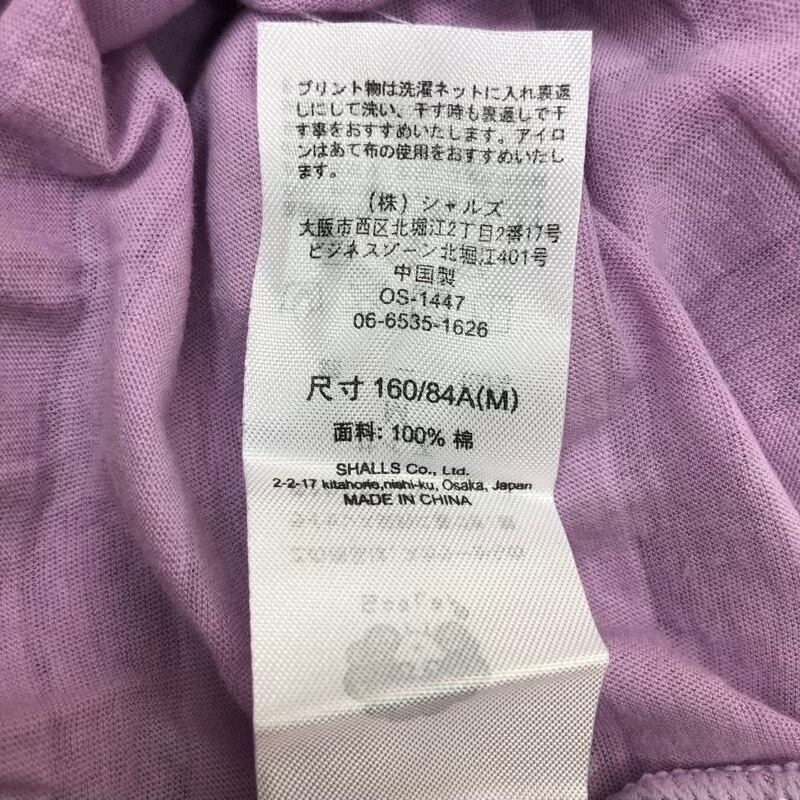 プリント物は洗濯ネットに入れ裏返
しにして洗い、干す時も裏返しで干
す事をおすすめいたします。アイロ
ンはあて布の使用をおすすめいたし
ます。
(株) シャルズ
大阪市西区北堀江2丁目2番17号
ビジネスゾーン北堀江401号
中国製
OS-1447
06-6535-1626
尺寸 160/84A(M)
面料: 100% 棉
SHALLS Co., Ltd.
2-2-17 kitahorie,nishi-ku, Osaka, Japan
MADE IN CHINA